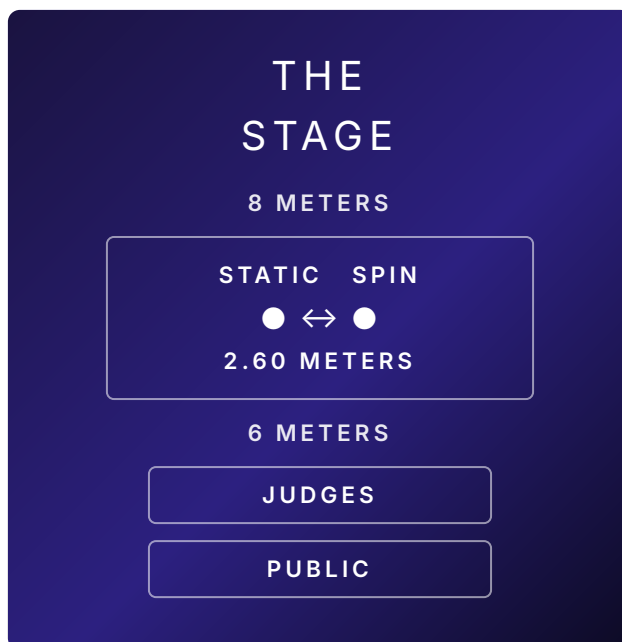 THE
STAGE
8 METERS
STATIC SPIN
2.60 METERS
6 METERS
JUDGES
PUBLIC